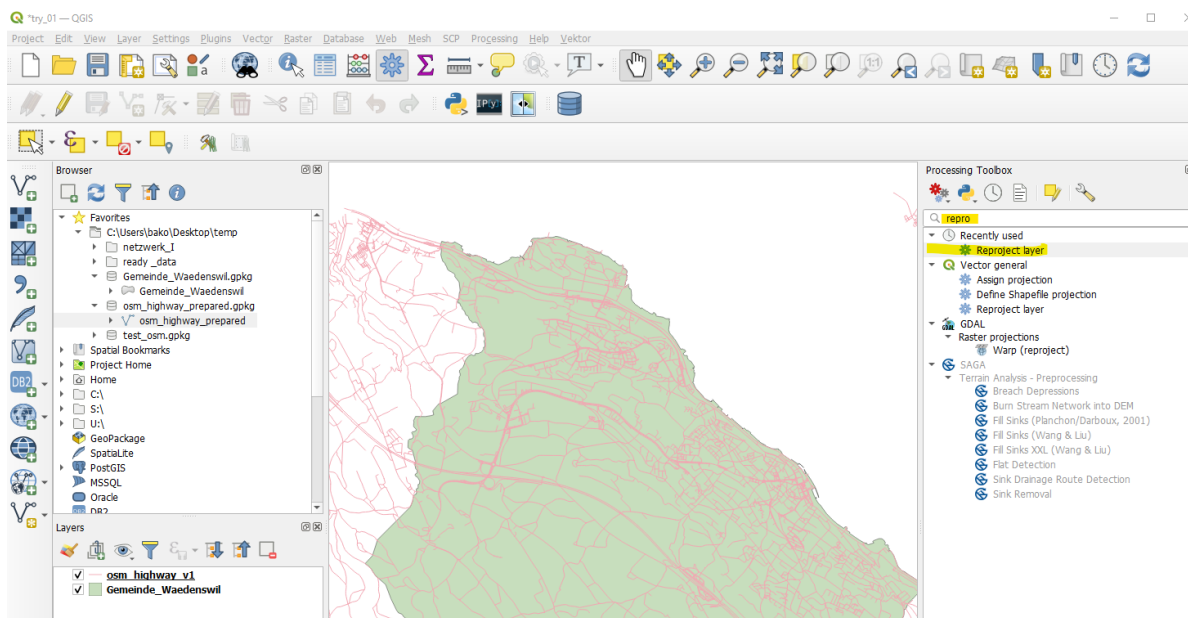 *try_01 — QGIS
Project Edit View Layer Settings Plugins Vector Raster Database Web Mesh SCP Processing Help Vektor
a
1:1
T
IP[y]:
Browser
Favorites
C:\Users\bako\Desktop\temp
netzwerk_I
ready _data
Gemeinde_Waedenswil.gpkg
Gemeinde_Waedenswil
osm_highway_prepared.gpkg
osm_highway_prepared
test_osm.gpkg
Spatial Bookmarks
Project Home
Home
C:\
S:\
U:\
GeoPackage
SpatiaLite
PostGIS
MSSQL
Oracle
DB2
DB2
Layers
osm_highway_v1
Gemeinde_Waedenswil
Processing Toolbox
repro
Recently used
Reproject layer
Vector general
Assign projection
Define Shapefile projection
Reproject layer
GDAL
GDAL
Raster projections
Warp (reproject)
SAGA
Terrain Analysis - Preprocessing
Breach Depressions
Burn Stream Network into DEM
Fill Sinks (Planchon/Darboux, 2001)
Fill Sinks (Wang & Liu)
Fill Sinks XXL (Wang & Liu)
Flat Detection
Sink Drainage Route Detection
Sink Removal